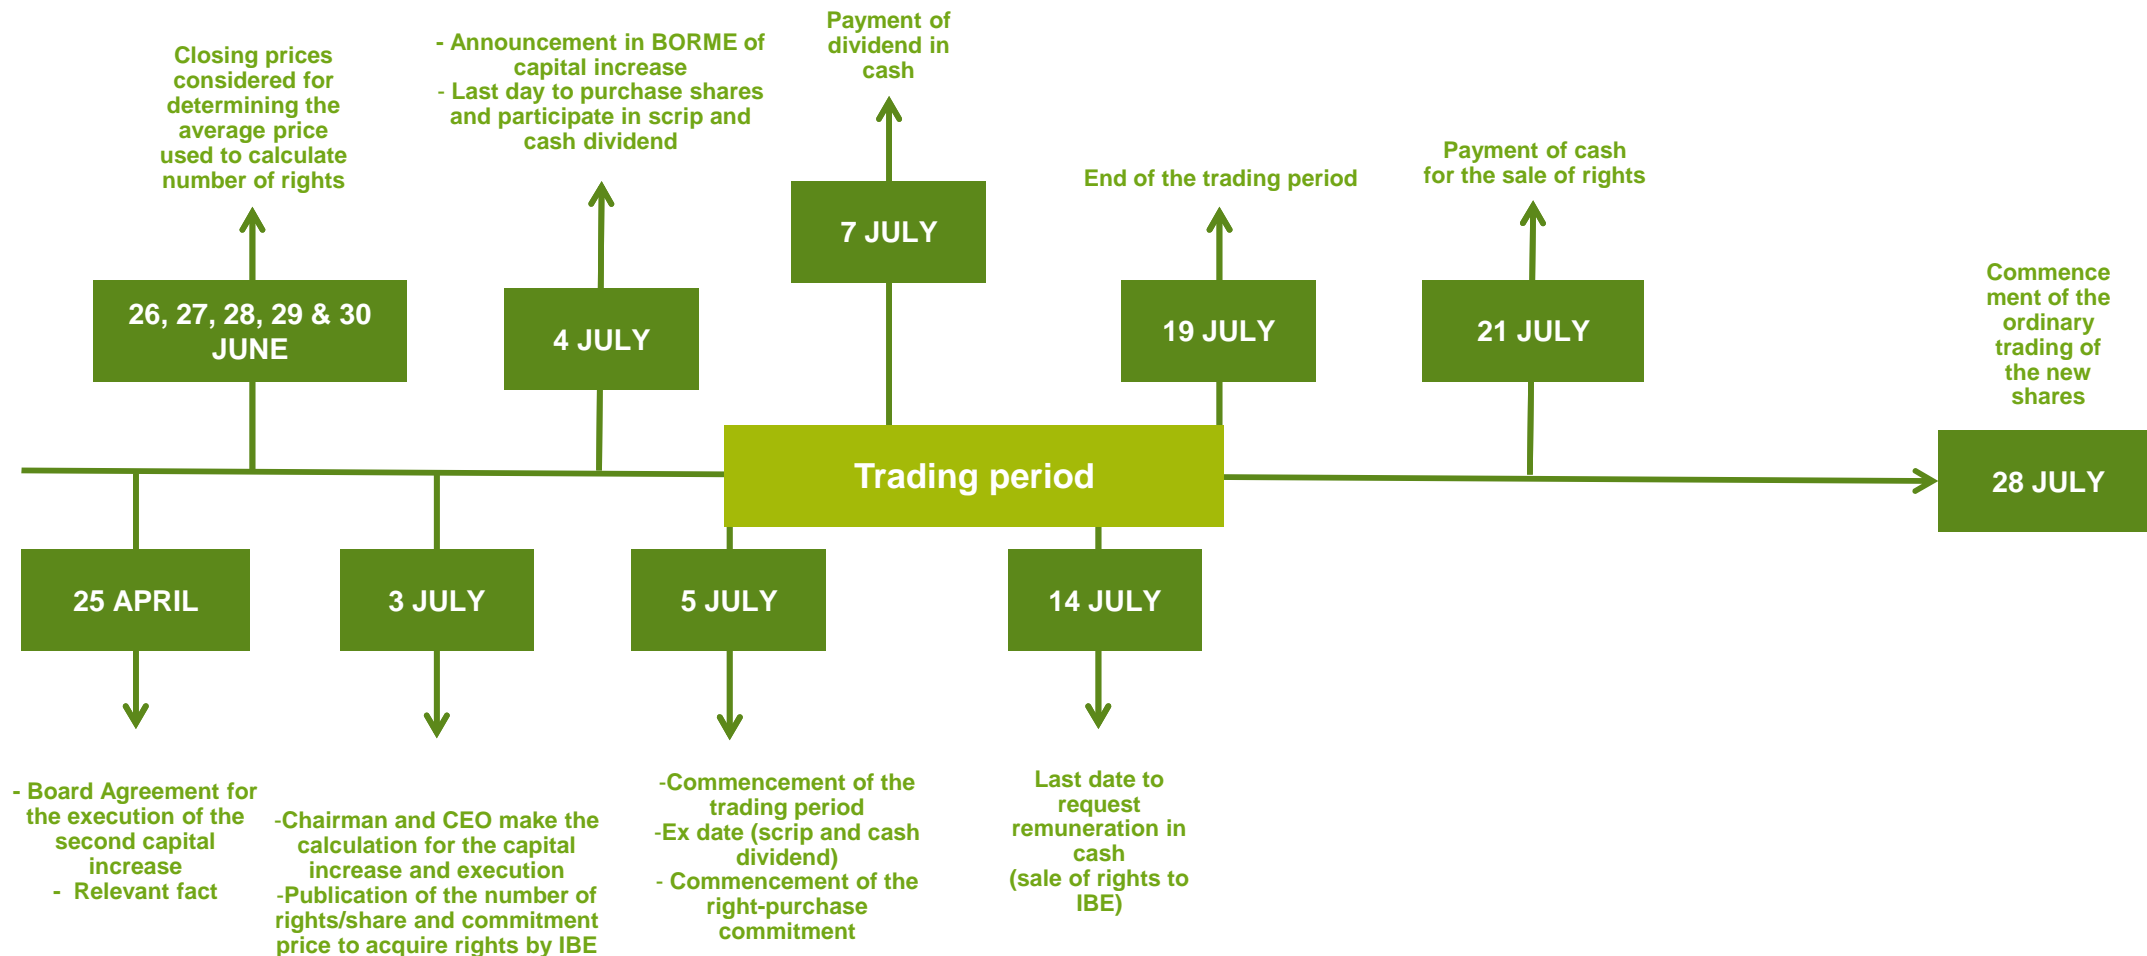 Closing prices
considered for
determining the
average price
used to calculate
number of rights
- Announcement in BORME of
capital increase
- Last day to purchase shares
and participate in scrip and
cash dividend
Payment of
dividend in
cash
End of the trading period
Payment of cash
for the sale of rights
Commence
ment of the
ordinary
trading of
the new
shares
26, 27, 28, 29 & 30
JUNE
4 JULY
7 JULY
19 JULY
21 JULY
28 JULY
Trading period
25 APRIL
3 JULY
5 JULY
14 JULY
- Board Agreement for
the execution of the
second capital
increase
- Relevant fact
-Chairman and CEO make the
calculation for the capital
increase and execution
-Publication of the number of
rights/share and commitment
price to acquire rights by IBE
-Commencement of the
trading period
-Ex date (scrip and cash
dividend)
- Commencement of the
right-purchase
commitment
Last date to
request
remuneration in
cash
(sale of rights to
IBE)